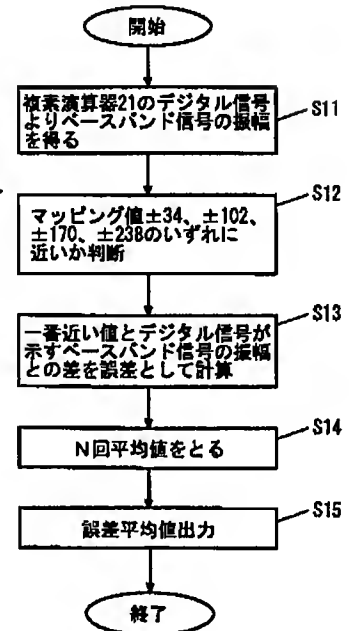 開始
複素演算器21のデジタル信号
よりベースバンド信号の振幅
を得る
S11
マッピング値±34、±102、
±170、±238のいずれに
近いか判断
S12
一番近い値とデジタル信号が
示すベースバンド信号の振幅
との差を誤差として計算
S13
N回平均値をとる
S14
誤差平均値出力
S15
終了